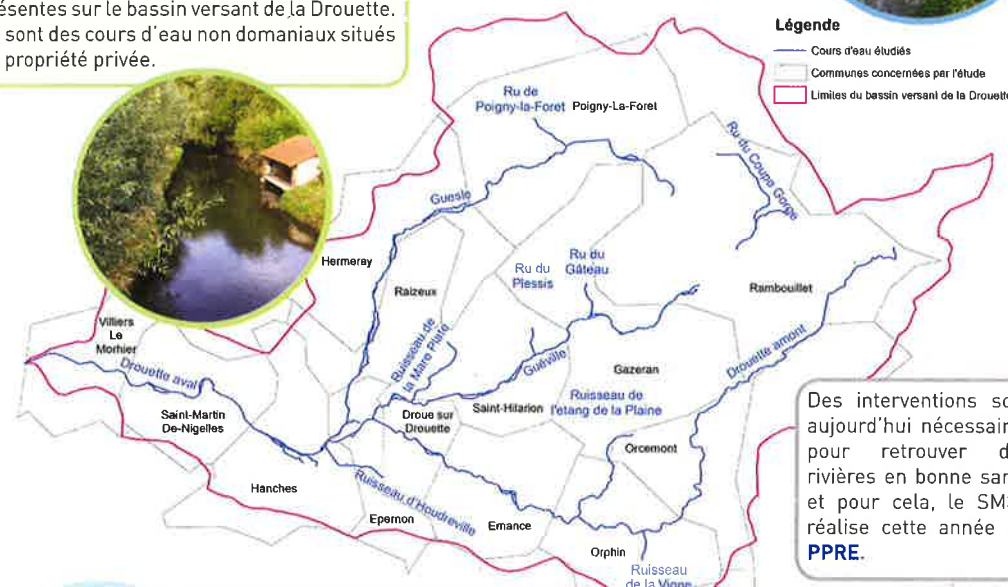 sur le bassin versant de la Drouette.
sont des cours d'eau non domaniaux situés
propriété privée.
Légende
Cours d'eau étudiés
Communes concernées par l'étude
Limites du bassin versant de la Drouette
Ru de
Poigny-la-Foret
Poigny-La-Foret
Ru du Coupe Gorge
Guesle
Hermeray
Raizeux
Ru du
Plessis
Ru du
Gâteau
Rambouillet
Villiers
Le
Morhier
Drouette aval
Ruisseau de
la Mare Plate
Guéville
Gazeran
Drouette amont
Saint-Martin
De-Nigelles
Droue sur
Drouette
Saint-Hilarion
Ruisseau de
l'etang de la Plaine
Orcemont
Hanches
Ruisseau d'Houdreville
Epernon
Emance
Orphin
Ruisseau
de la Vigne
Des interventions
aujourd'hui
pour retrouver
rivières en bonne
et pour cela, le
réalise cette année
PPRE.